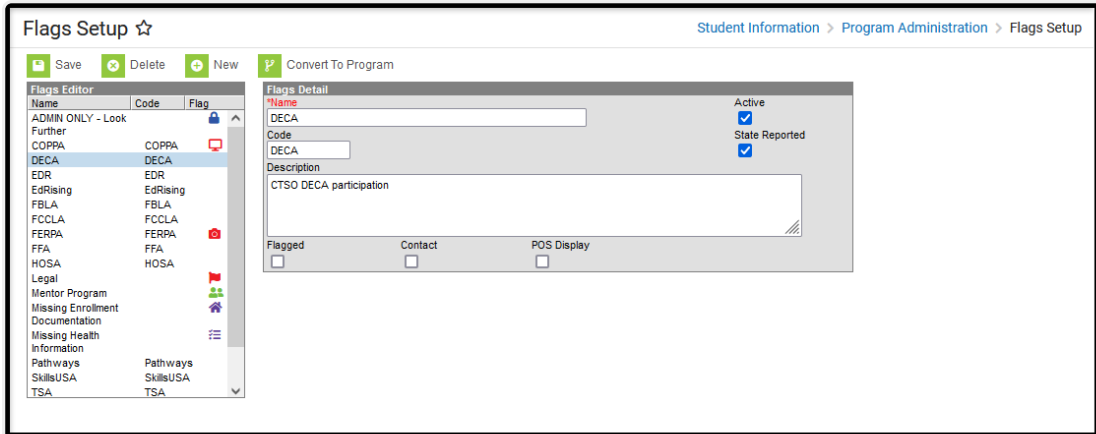 Flags Setup
Student Information > Program Administration > Flags Setup
Save Delete New Convert To Program
Flags Editor
Name Code Flag
ADMIN ONLY - Look
Further
COPPA COPPA
DECA DECA
EDR EDR
EdRising EdRising
FBLA FBLA
FCCLA FCCLA
FERPA FERPA
FFA FFA
HOSA HOSA
Legal
Mentor Program
Missing Enrollment
Documentation
Missing Health
Information
Pathways Pathways
SkillsUSA SkillsUSA
TSA TSA
Flags Detail
*Name Active
DECA
Code State Reported
DECA
Description
CTSO DECA participation
Flagged Contact POS Display